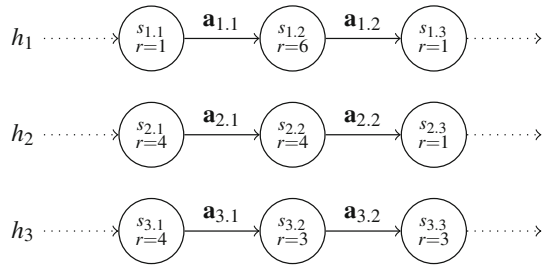 h₁ s₁.₁ r=1 a₁.₁ s₁.₂ r=6 a₁.₂ s₁.₃ r=1
h₂ s₂.₁ r=4 a₂.₁ s₂.₂ r=4 a₂.₂ s₂.₃ r=1
h₃ s₃.₁ r=4 a₃.₁ s₃.₂ r=3 a₃.₂ s₃.₃ r=3